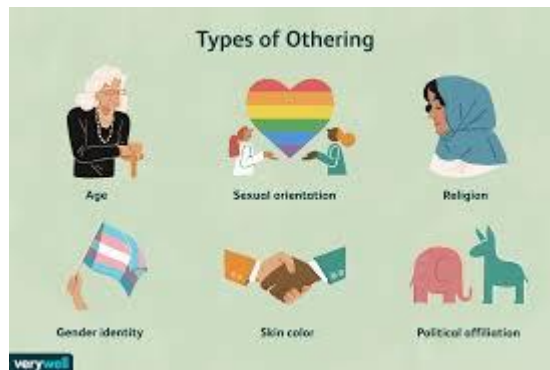 Types of Othering
Age
Sexual orientation
Religion
Gender identity
Skin color
Political affiliation
verywell